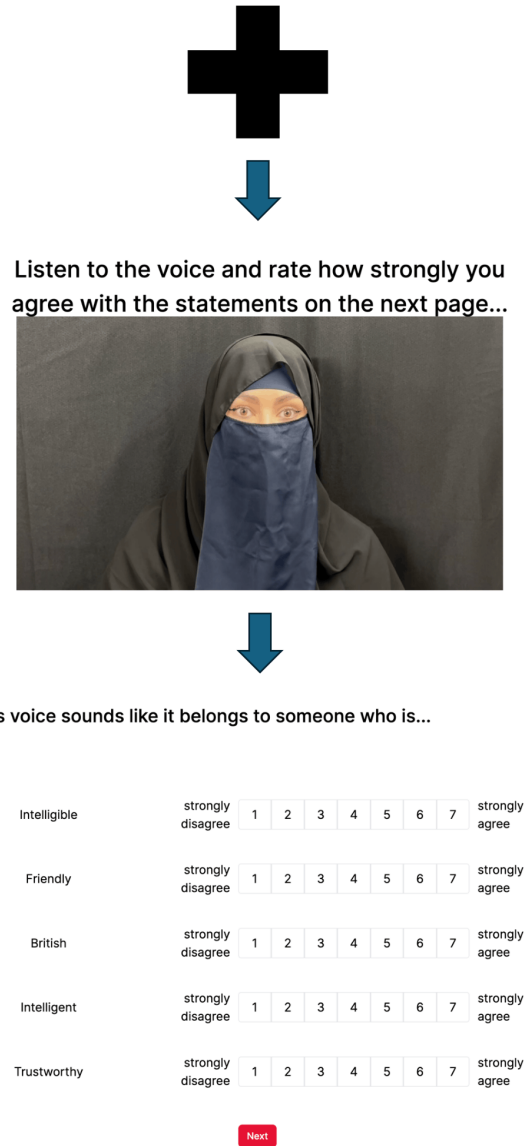 Listen to the voice and rate how strongly you
agree with the statements on the next page...
s voice sounds like it belongs to someone who is...
Intelligible strongly disagree 1 2 3 4 5 6 7 strongly agree
Friendly strongly disagree 1 2 3 4 5 6 7 strongly agree
British strongly disagree 1 2 3 4 5 6 7 strongly agree
Intelligent strongly disagree 1 2 3 4 5 6 7 strongly agree
Trustworthy strongly disagree 1 2 3 4 5 6 7 strongly agree
Next